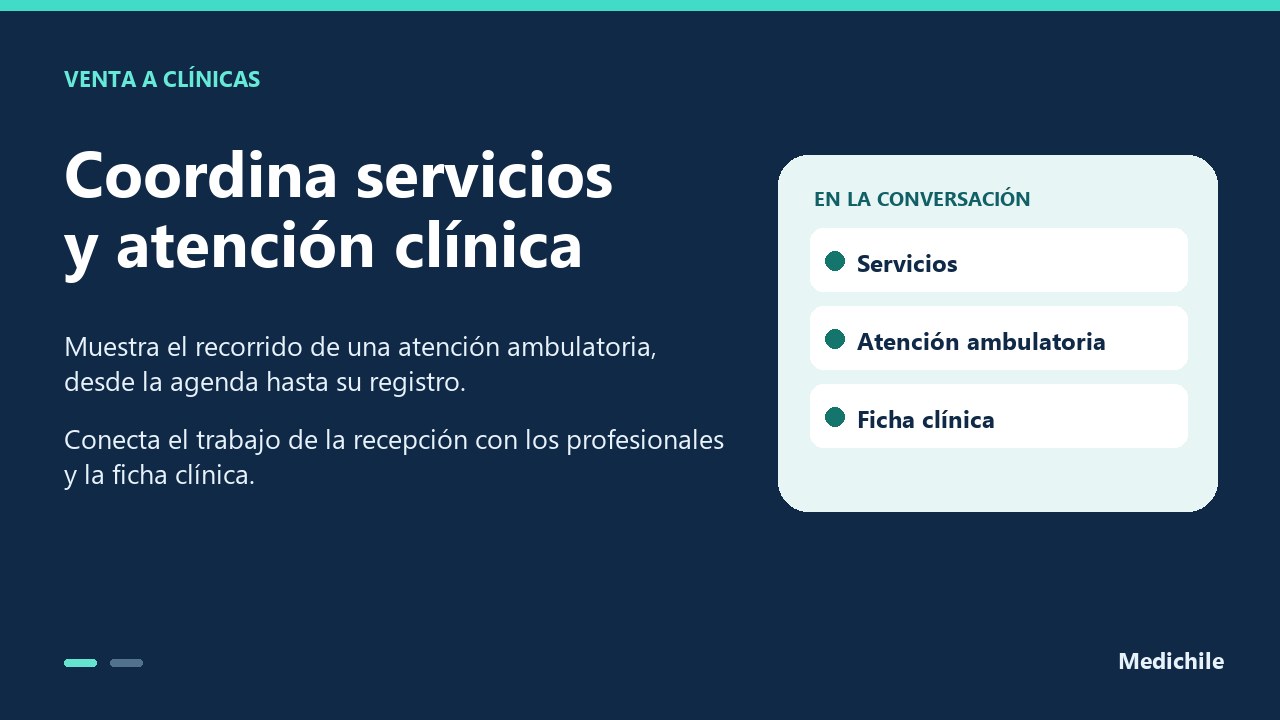 VENTA A CLÍNICAS
Coordina servicios
y atención clínica
Muestra el recorrido de una atención ambulatoria,
desde la agenda hasta su registro.
Conecta el trabajo de la recepción con los profesionales
y la ficha clínica.
EN LA CONVERSACIÓN
Servicios
Atención ambulatoria
Ficha clínica
Medichile